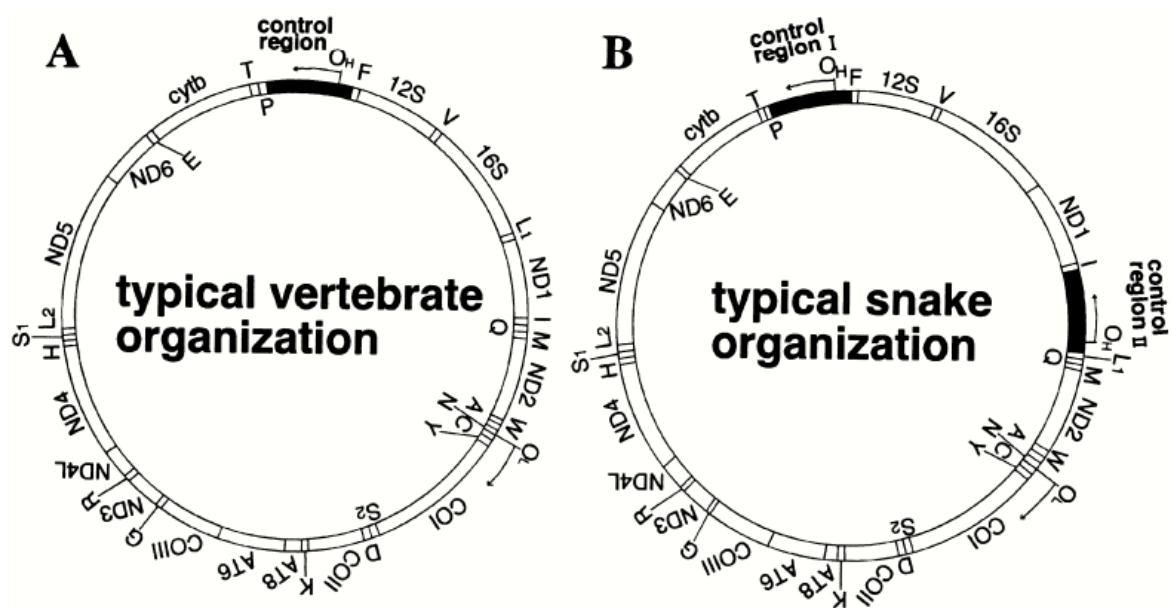 A
control
region
OH
F
12S
V
16S
L1
ND1
I
Q
M
ND2
W
A
N
C
Y
OL
COI
S2
D
COII
K
AT8
AT6
COIII
G
ND3
R
ND4L
ND4
H
S1
L2
ND5
ND6
E
cytb
T
P
typical vertebrate
organization
B
control
region I
OH
F
12S
V
16S
ND1
I
control
region II
OH
L1
Q
M
ND2
W
A
N
C
Y
OL
COI
S2
D
COII
K
AT8
AT6
COIII
G
ND3
R
ND4L
ND4
H
S1
L2
ND5
ND6
E
cytb
T
P
typical snake
organization